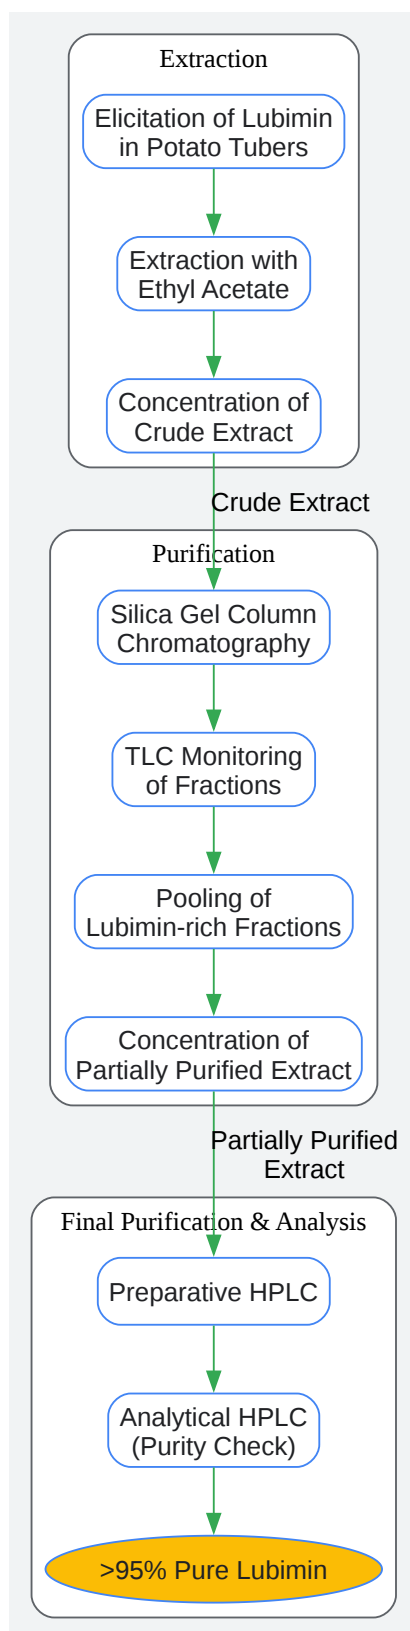 Extraction
Elicitation of Lubimin
in Potato Tubers
Extraction with
Ethyl Acetate
Concentration of
Crude Extract
Crude Extract
Purification
Silica Gel Column
Chromatography
TLC Monitoring
of Fractions
Pooling of
Lubimin-rich Fractions
Concentration of
Partially Purified Extract
Partially Purified
Extract
Final Purification & Analysis
Preparative HPLC
Analytical HPLC
(Purity Check)
>95% Pure Lubimin